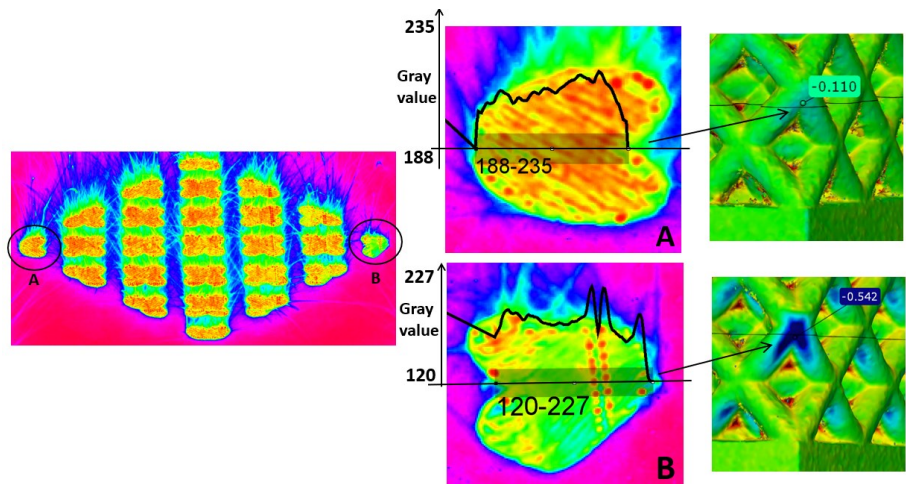 235
Gray
value
188
188-235
A
-0.110
A
B
227
Gray
value
120
120-227
B
-0.542